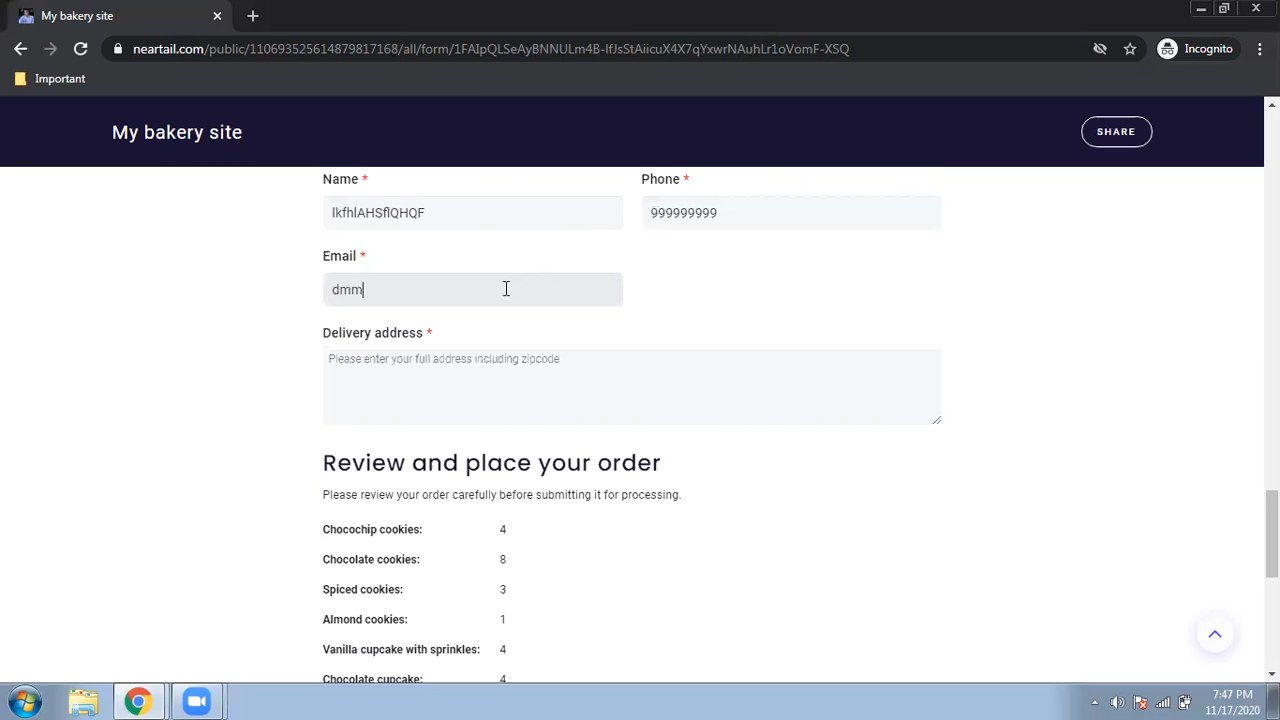 My bakery site
neartail.com/public/110693525614879817168/all/form/1FAIpQLSeAyBNNULm4B-IfJsStAiicuX4X7qYxwrNAuhLr1oVomF-XSQ
Incognito
Important
My bakery site
SHARE
Name *
Phone *
lkfhlAHSflQHQF
999999999
Email *
dmm
Delivery address *
Please enter your full address including zipcode
Review and place your order
Please review your order carefully before submitting it for processing.
Chocochip cookies: 4
Chocolate cookies: 8
Spiced cookies: 3
Almond cookies: 1
Vanilla cupcake with sprinkles: 4
Chocolate cupcake: 4
7:47 PM
11/17/2020